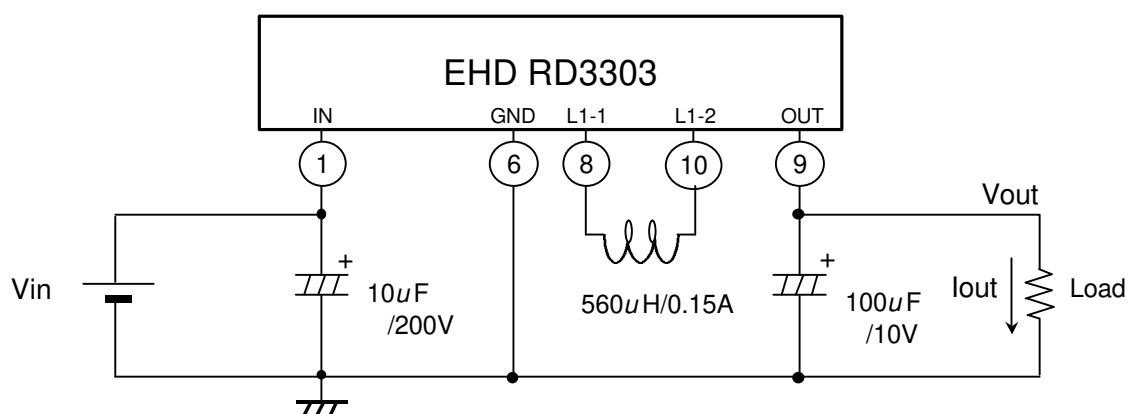 EHD RD3303
IN GND L1-1 L1-2 OUT
1 6 8 10 9
Vout
Vin
+
10uF
/200V
560uH/0.15A
+
100uF
/10V
Iout
Load